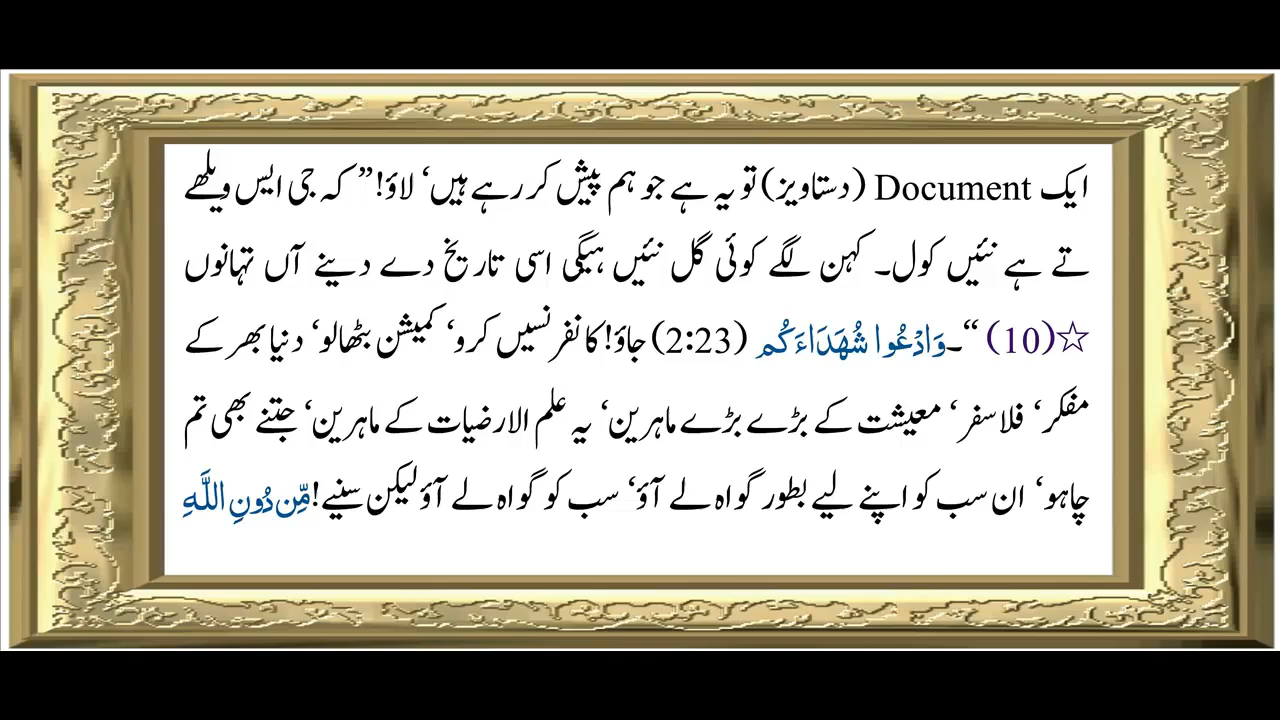 ایک Document (دستاویز) تو یہ ہے جو ہم پیش کر رہے ہیں‘ لاؤ!” کہ جی ایس ویلھے
تے ہے نئیں کول۔ کہن لگے کوئی گل نئیں ہیگی اسی تاریخ دے دینے آں تہانوں
☆(10) “۔ وَادْعُوا شُهَدَاءَكُم (2:23) جاؤ! کانفرنسیں کرو‘ کمیشن بٹھالو‘ دنیا بھر کے
مفکر‘ فلاسفر‘ معیشت کے بڑے بڑے ماہرین‘ یہ علم الارضیات کے ماہرین‘ جتنے بھی تم
چاہو‘ ان سب کو اپنے لیے بطور گواہ لے آؤ‘ سب کو گواہ لے آؤ لیکن سنیے! مِّن دُونِ اللَّهِ